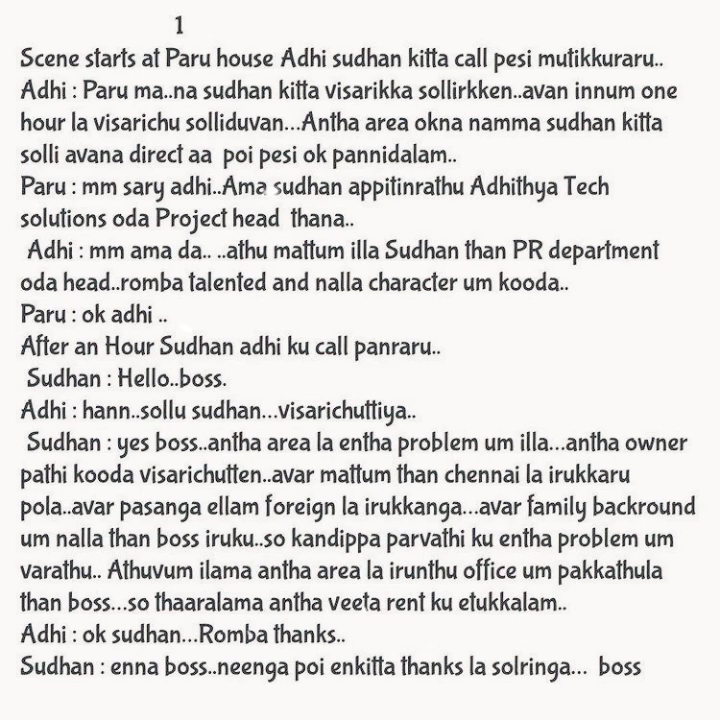 1
Scene starts at Paru house Adhi sudhan kitta call pesi mutikkuraru..
Adhi : Paru ma..na sudhan kitta visarikka sollirkken..avan innum one
hour la visarichu solliduvan...Antha area okna namma sudhan kitta
solli avana direct aa poi pesi ok pannidalam..
Paru : mm sary adhi..Ama sudhan appitinrathu Adhithya Tech
solutions oda Project head thana..
Adhi : mm ama da.. ..athu mattum illa Sudhan than PR department
oda head..romba talented and nalla character um kooda..
Paru : ok adhi ..
After an Hour Sudhan adhi ku call panraru..
Sudhan : Hello..boss.
Adhi : hann..sollu sudhan...visarichuttiya..
Sudhan : yes boss..antha area la entha problem um illa...antha owner
pathi kooda visarichutten..avar mattum than chennai la irukkaru
pola..avar pasanga ellam foreign la irukkanga...avar family backround
um nalla than boss iruku..so kandippa parvathi ku entha problem um
varathu.. Athuvum ilama antha area la irunthu office um pakkathula
than boss...so thaaralama antha veeta rent ku etukkalam..
Adhi : ok sudhan...Romba thanks..
Sudhan : enna boss..neenga poi enkitta thanks la solringa... boss